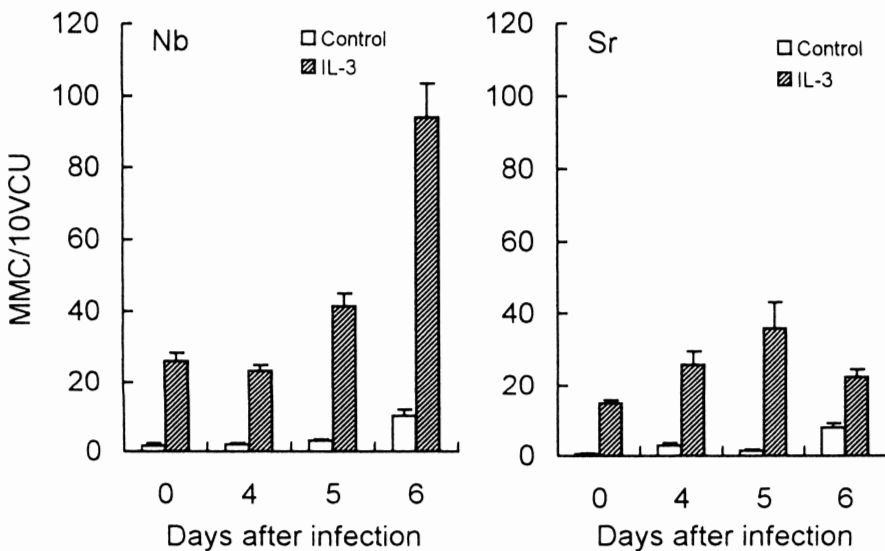 MMC/10VCU
120
100
80
60
40
20
0
Nb
Control
IL-3
0 4 5 6
Days after infection
120
100
80
60
40
20
0
Sr
Control
IL-3
0 4 5 6
Days after infection